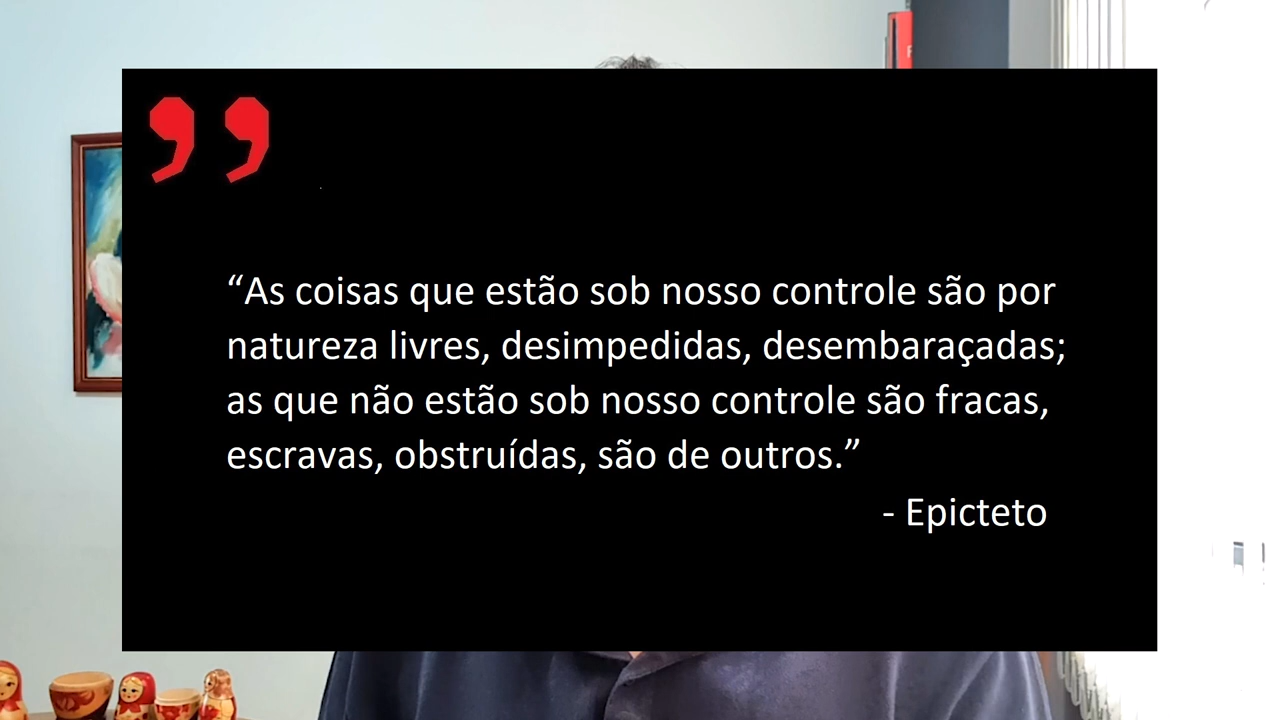 “As coisas que estão sob nosso controle são por
natureza livres, desimpedidas, desembaraçadas;
as que não estão sob nosso controle são fracas,
escravas, obstruídas, são de outros.”
- Epicteto